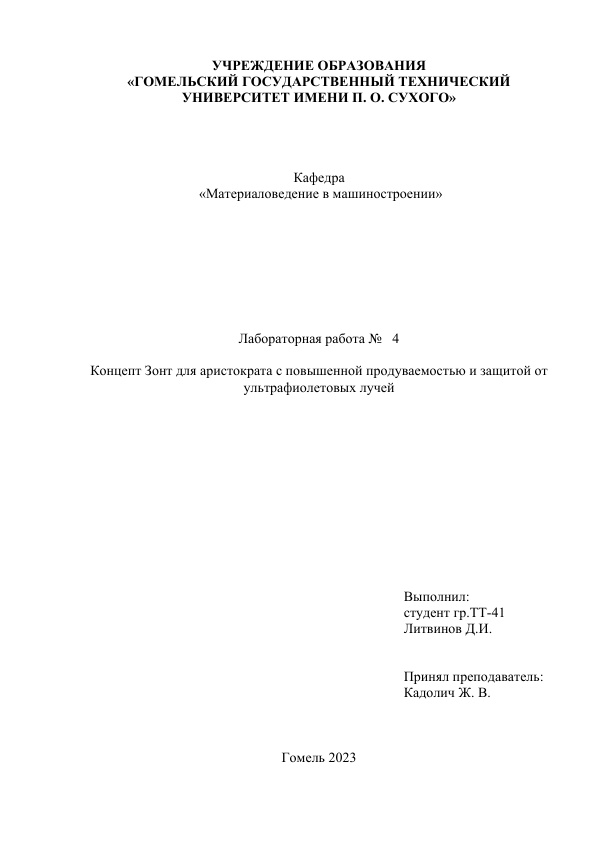 УЧРЕЖДЕНИЕ ОБРАЗОВАНИЯ
«ГОМЕЛЬСКИЙ ГОСУДАРСТВЕННЫЙ ТЕХНИЧЕСКИЙ
УНИВЕРСИТЕТ ИМЕНИ П. О. СУХОГО»
Кафедра
«Материаловедение в машиностроении»
Лабораторная работа № 4
Концепт Зонт для аристократа с повышенной продуваемостью и защитой от
ультрафиолетовых лучей
Выполнил:
студент гр.ТТ-41
Литвинов Д.И.
Принял преподаватель:
Кадолич Ж. В.
Гомель 2023